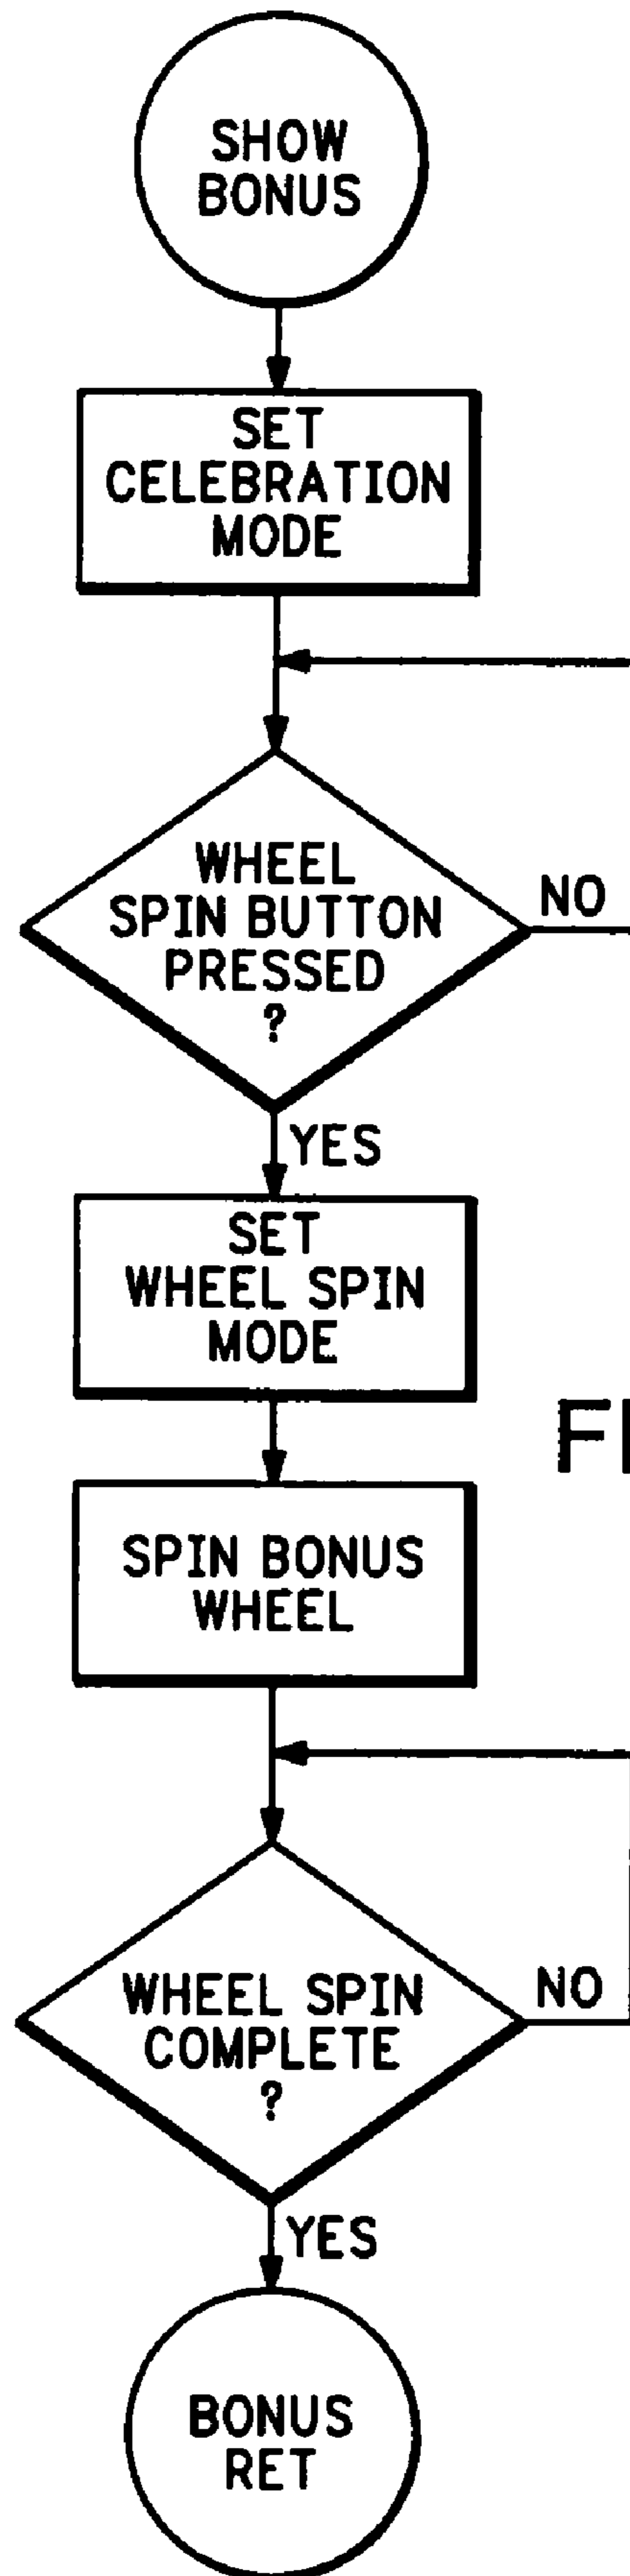 SHOW
BONUS
SET
CELEBRATION
MODE
WHEEL
SPIN BUTTON
PRESSED
?
NO
YES
SET
WHEEL SPIN
MODE
SPIN BONUS
WHEEL
WHEEL SPIN
COMPLETE
?
NO
YES
BONUS
RET